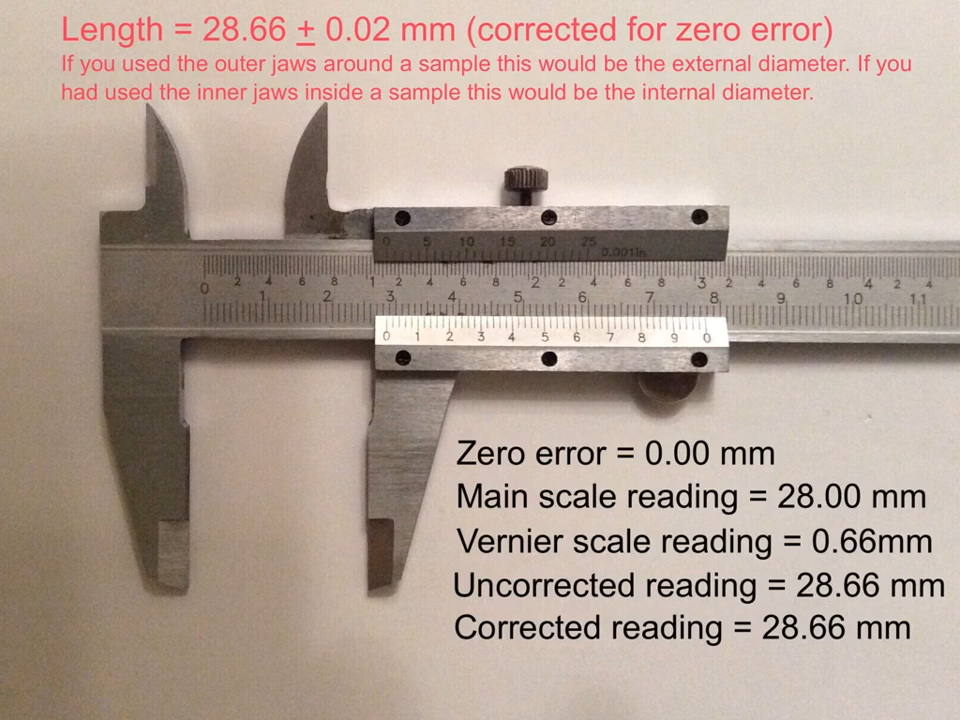 Length = 28.66 ± 0.02 mm (corrected for zero error)
If you used the outer jaws around a sample this would be the external diameter. If you
had used the inner jaws inside a sample this would be the internal diameter.
0 5 10 15 20 25
0.001in
0 2 4 6 8 1 2 4 6 8 2 2 4 6 8 3 2 4 6 8 4 2 4
1 2 3 4 5 6 7 8 9 10 11
0 1 2 3 4 5 6 7 8 9 0
Zero error = 0.00 mm
Main scale reading = 28.00 mm
Vernier scale reading = 0.66mm
Uncorrected reading = 28.66 mm
Corrected reading = 28.66 mm